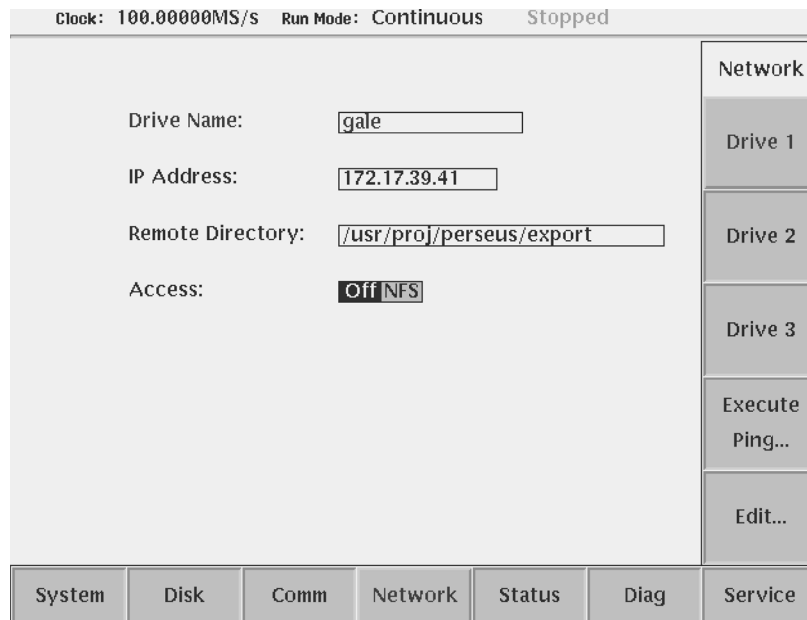 Clock: 100.00000MS/s Run Mode: Continuous Stopped
Network
Drive Name: gale
Drive 1
IP Address: 172.17.39.41
Remote Directory: /usr/proj/perseus/export
Drive 2
Access: Off NFS
Drive 3
Execute
Ping...
Edit...
System Disk Comm Network Status Diag Service